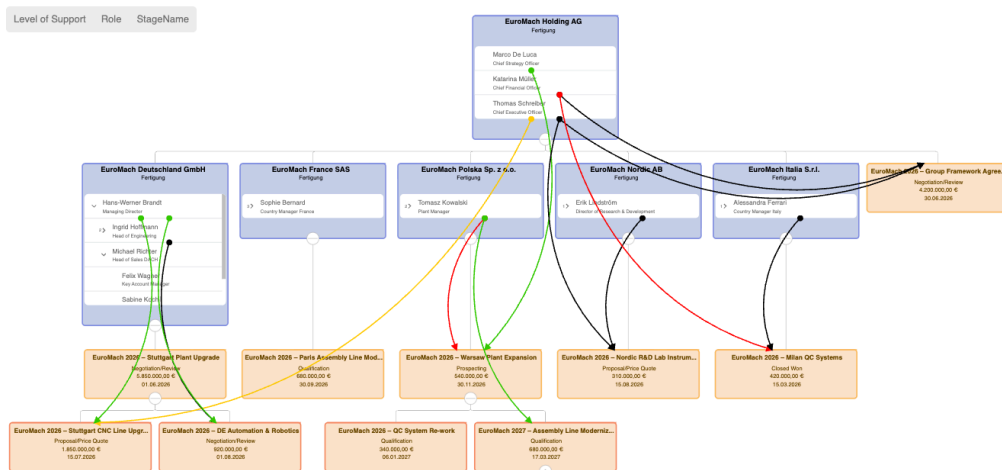 Level of Support Role StageName
EuroMach Holding AG
Fertigung
Marco De Luca
Chief Strategy Officer
Katarina Müller
Chief Financial Officer
Thomas Schreiber
Chief Executive Officer
EuroMach Deutschland GmbH
Fertigung
Hans-Werner Brandt
Managing Director
Ingrid Hoffmann
Head of Engineering
Michael Richter
Head of Sales DACH
Felix Wagner
Key Account Manager
Sabine Koch
EuroMach France SAS
Fertigung
Sophie Bernard
Country Manager France
EuroMach Polska Sp. z o.o.
Fertigung
Tomasz Kowalski
Plant Manager
EuroMach Nordic AB
Fertigung
Erik Lindström
Director of Research & Development
EuroMach Italia S.r.l.
Fertigung
Alessandra Ferrari
Country Manager Italy
EuroMach 2026 – Group Framework Agree...
Negotiation/Review
4.200.000,00 €
30.06.2026
EuroMach 2026 – Stuttgart Plant Upgrade
Negotiation/Review
5.850.000,00 €
01.06.2026
EuroMach 2026 – Paris Assembly Line Mod...
Qualification
680.000,00 €
30.09.2026
EuroMach 2026 – Warsaw Plant Expansion
Prospecting
540.000,00 €
30.11.2026
EuroMach 2026 – Nordic R&D Lab Instrum...
Proposal/Price Quote
310.000,00 €
15.08.2026
EuroMach 2026 – Milan QC Systems
Closed Won
420.000,00 €
15.03.2026
EuroMach 2026 – Stuttgart CNC Line Upgr...
Proposal/Price Quote
1.850.000,00 €
15.07.2026
EuroMach 2026 – DE Automation & Robotics
Negotiation/Review
920.000,00 €
01.08.2026
EuroMach 2026 – QC System Re-work
Qualification
340.000,00 €
06.01.2027
EuroMach 2027 – Assembly Line Moderniz...
Qualification
680.000,00 €
17.03.2027